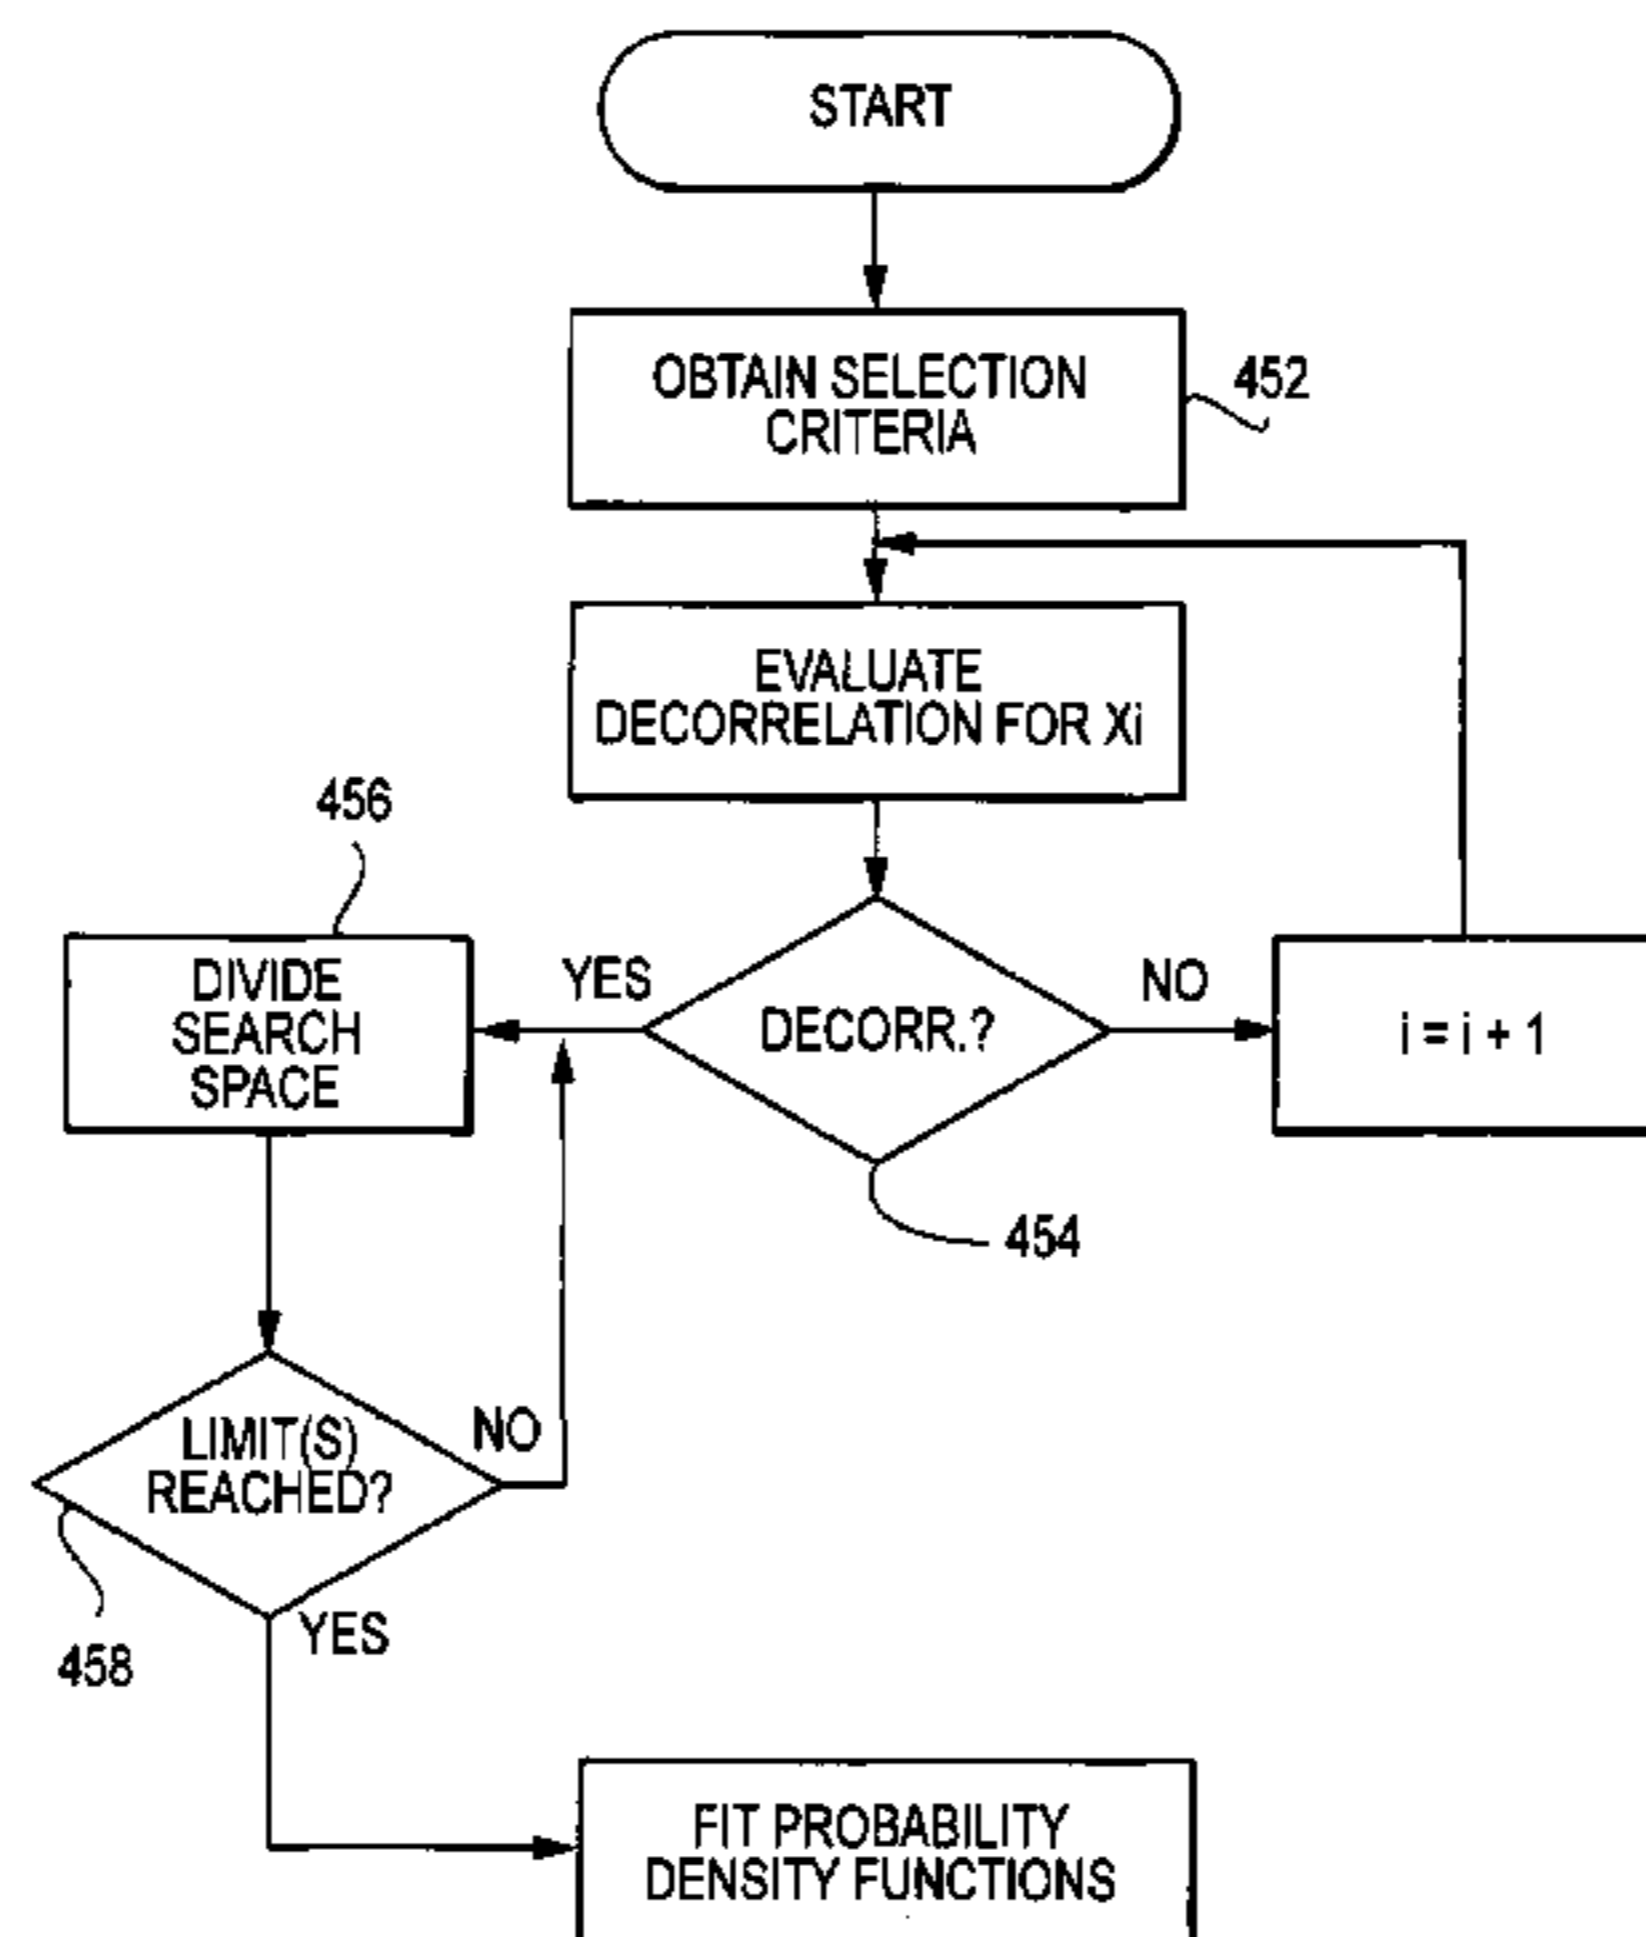 START
OBTAIN SELECTION
CRITERIA
452
EVALUATE
DECORRELATION FOR Xi
456
DIVIDE
SEARCH
SPACE
YES
DECORR.?
NO
i = i + 1
454
LIMIT(S)
REACHED?
NO
458
YES
FIT PROBABILITY
DENSITY FUNCTIONS